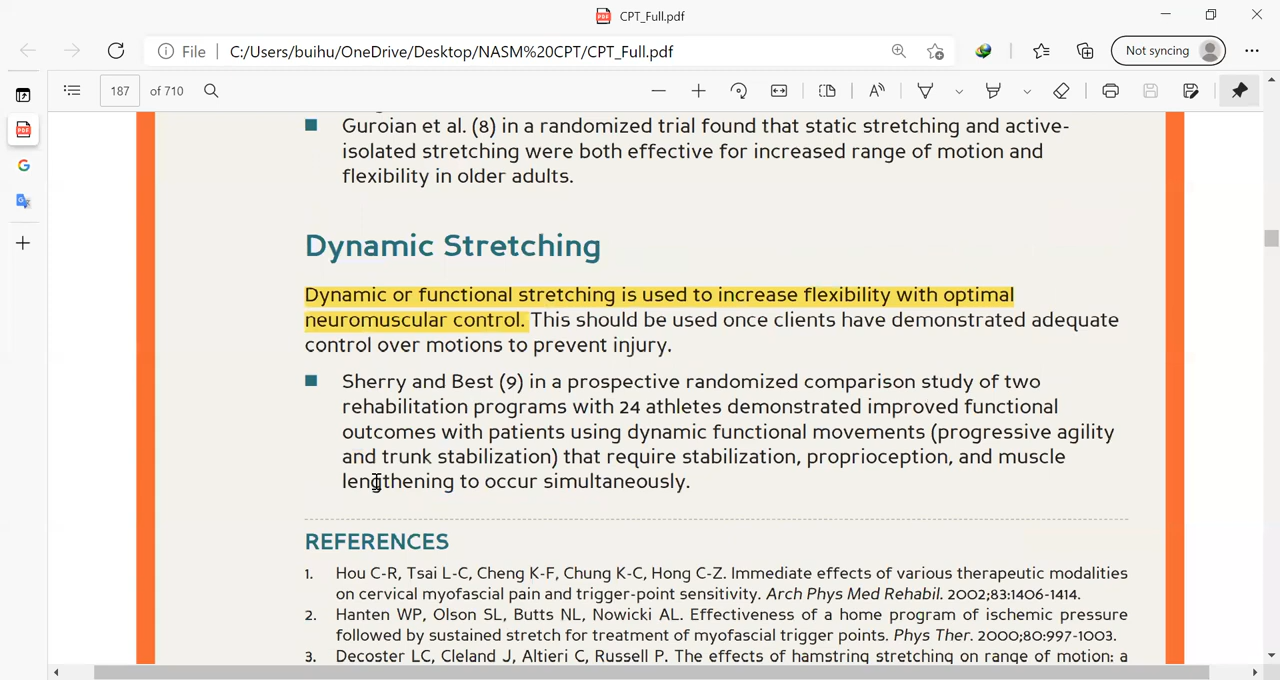 CPT_Full.pdf
File
C:/Users/buihu/OneDrive/Desktop/NASM%20CPT/CPT_Full.pdf
Not syncing
187 of 710
Guroian et al. (8) in a randomized trial found that static stretching and active-
isolated stretching were both effective for increased range of motion and
flexibility in older adults.
Dynamic Stretching
Dynamic or functional stretching is used to increase flexibility with optimal
neuromuscular control. This should be used once clients have demonstrated adequate
control over motions to prevent injury.
Sherry and Best (9) in a prospective randomized comparison study of two
rehabilitation programs with 24 athletes demonstrated improved functional
outcomes with patients using dynamic functional movements (progressive agility
and trunk stabilization) that require stabilization, proprioception, and muscle
lengthening to occur simultaneously.
REFERENCES
1. Hou C-R, Tsai L-C, Cheng K-F, Chung K-C, Hong C-Z. Immediate effects of various therapeutic modalities
on cervical myofascial pain and trigger-point sensitivity. Arch Phys Med Rehabil. 2002;83:1406-1414.
2. Hanten WP, Olson SL, Butts NL, Nowicki AL. Effectiveness of a home program of ischemic pressure
followed by sustained stretch for treatment of myofascial trigger points. Phys Ther. 2000;80:997-1003.
3. Decoster LC, Cleland J, Altieri C, Russell P. The effects of hamstring stretching on range of motion: a